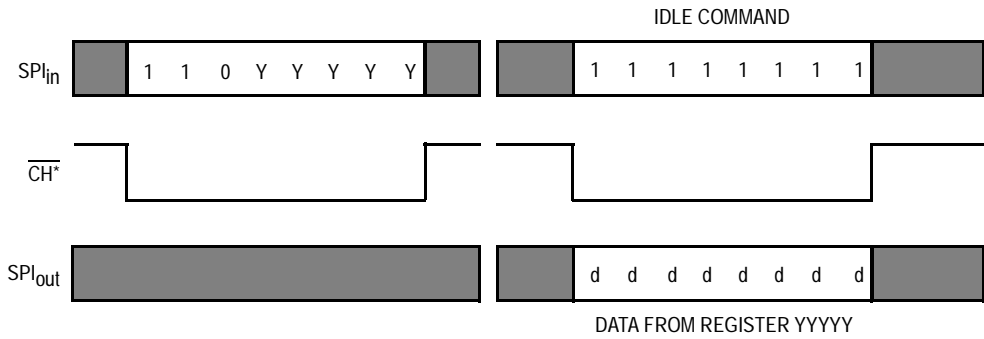 IDLE COMMAND
SPIin 1 1 0 Y Y Y Y Y 1 1 1 1 1 1 1 1
CH*
SPIout d d d d d d d d
DATA FROM REGISTER YYYYY